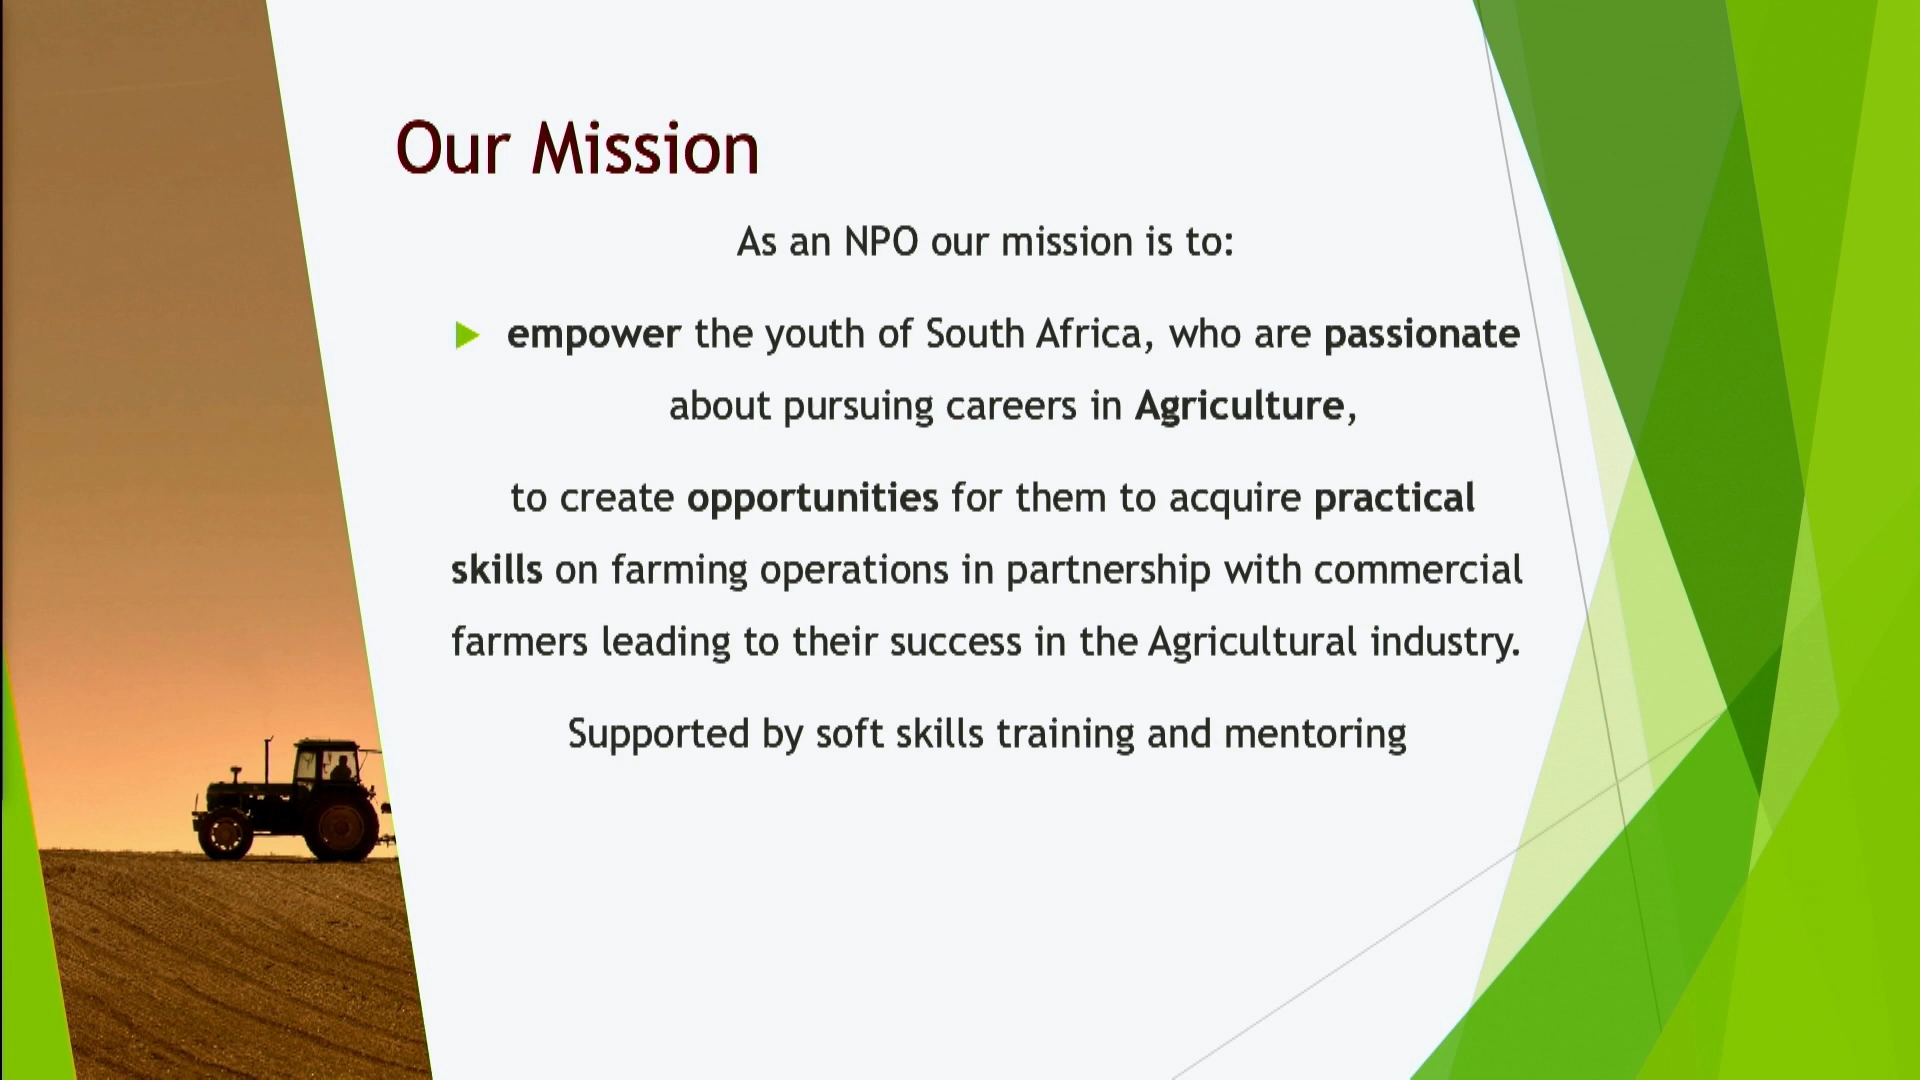 Our Mission
As an NPO our mission is to:
empower the youth of South Africa, who are passionate
about pursuing careers in Agriculture,
to create opportunities for them to acquire practical
skills on farming operations in partnership with commercial
farmers leading to their success in the Agricultural industry.
Supported by soft skills training and mentoring